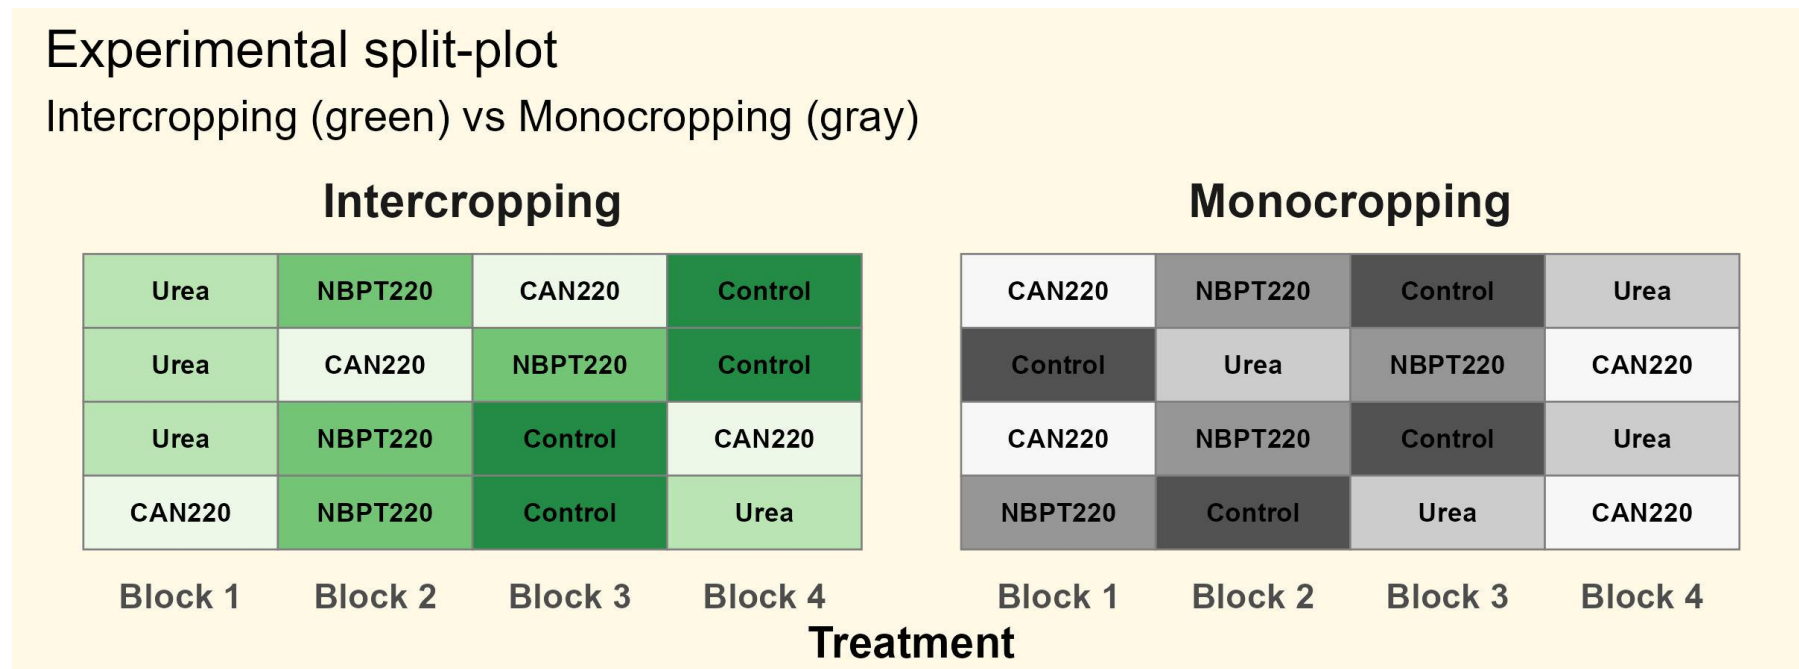 Experimental split-plot
Intercropping (green) vs Monocropping (gray)
Intercropping
Urea NBPT220 CAN220 Control
Urea CAN220 NBPT220 Control
Urea NBPT220 Control CAN220
CAN220 NBPT220 Control Urea
Block 1 Block 2 Block 3 Block 4
Monocropping
CAN220 NBPT220 Control Urea
Control Urea NBPT220 CAN220
CAN220 NBPT220 Control Urea
NBPT220 Control Urea CAN220
Block 1 Block 2 Block 3 Block 4
Treatment